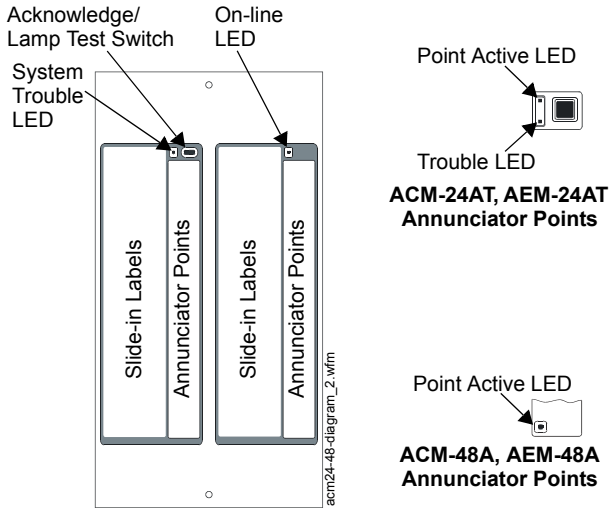 Acknowledge/
Lamp Test Switch
On-line
LED
System
Trouble
LED
Slide-in Labels
Annunciator Points
Slide-in Labels
Annunciator Points
acm24-48-diagram_2.wfm
Point Active LED
Trouble LED
ACM-24AT, AEM-24AT
Annunciator Points
Point Active LED
ACM-48A, AEM-48A
Annunciator Points